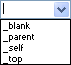 _blank
_parent
_self
_top